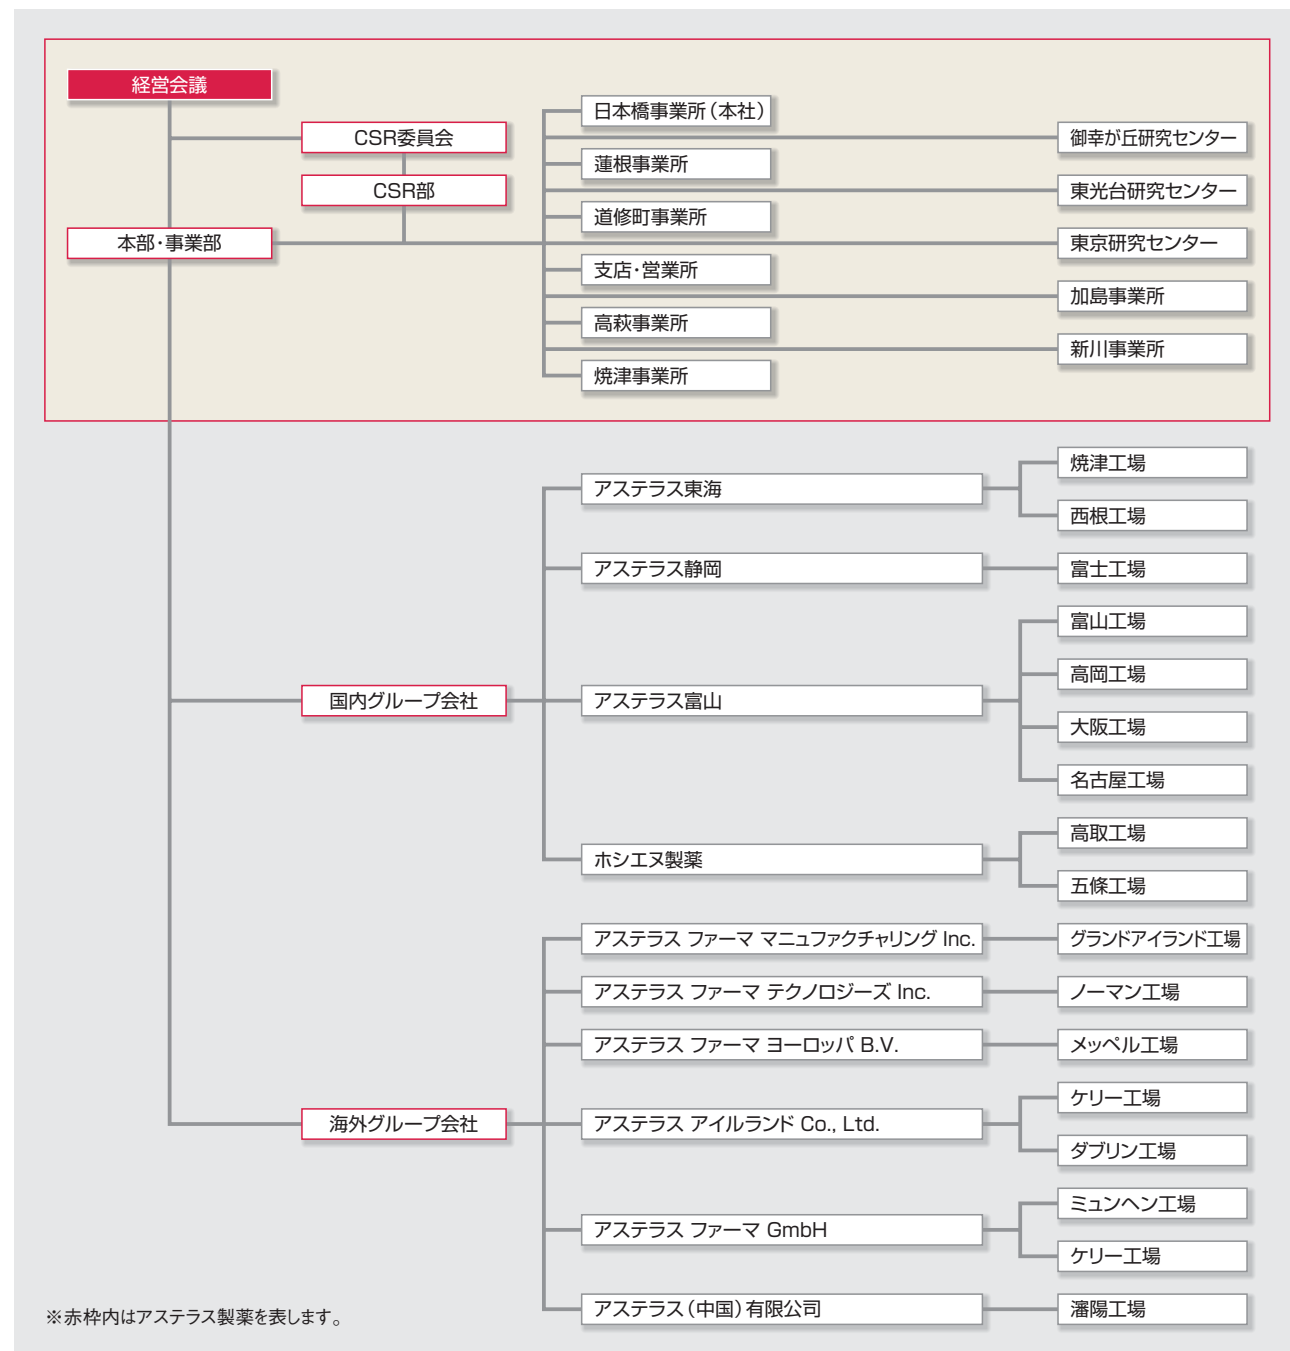 経営会議
CSR委員会
CSR部
本部・事業部
日本橋事業所（本社）
蓮根事業所
道修町事業所
支店・営業所
高萩事業所
焼津事業所
御幸が丘研究センター
東光台研究センター
東京研究センター
加島事業所
新川事業所
国内グループ会社
アステラス東海
焼津工場
西根工場
アステラス静岡
富士工場
アステラス富山
富山工場
高岡工場
大阪工場
名古屋工場
ホシエヌ製薬
高取工場
五條工場
海外グループ会社
アステラス ファーマ マニュファクチャリング Inc.
グランドアイランド工場
アステラス ファーマ テクノロジーズ Inc.
ノーマン工場
アステラス ファーマ ヨーロッパ B.V.
メッペル工場
アステラス アイルランド Co., Ltd.
ケリー工場
ダブリン工場
アステラス ファーマ GmbH
ミュンヘン工場
ケリー工場
アステラス（中国）有限公司
瀋陽工場
※赤枠内はアステラス製薬を表します。